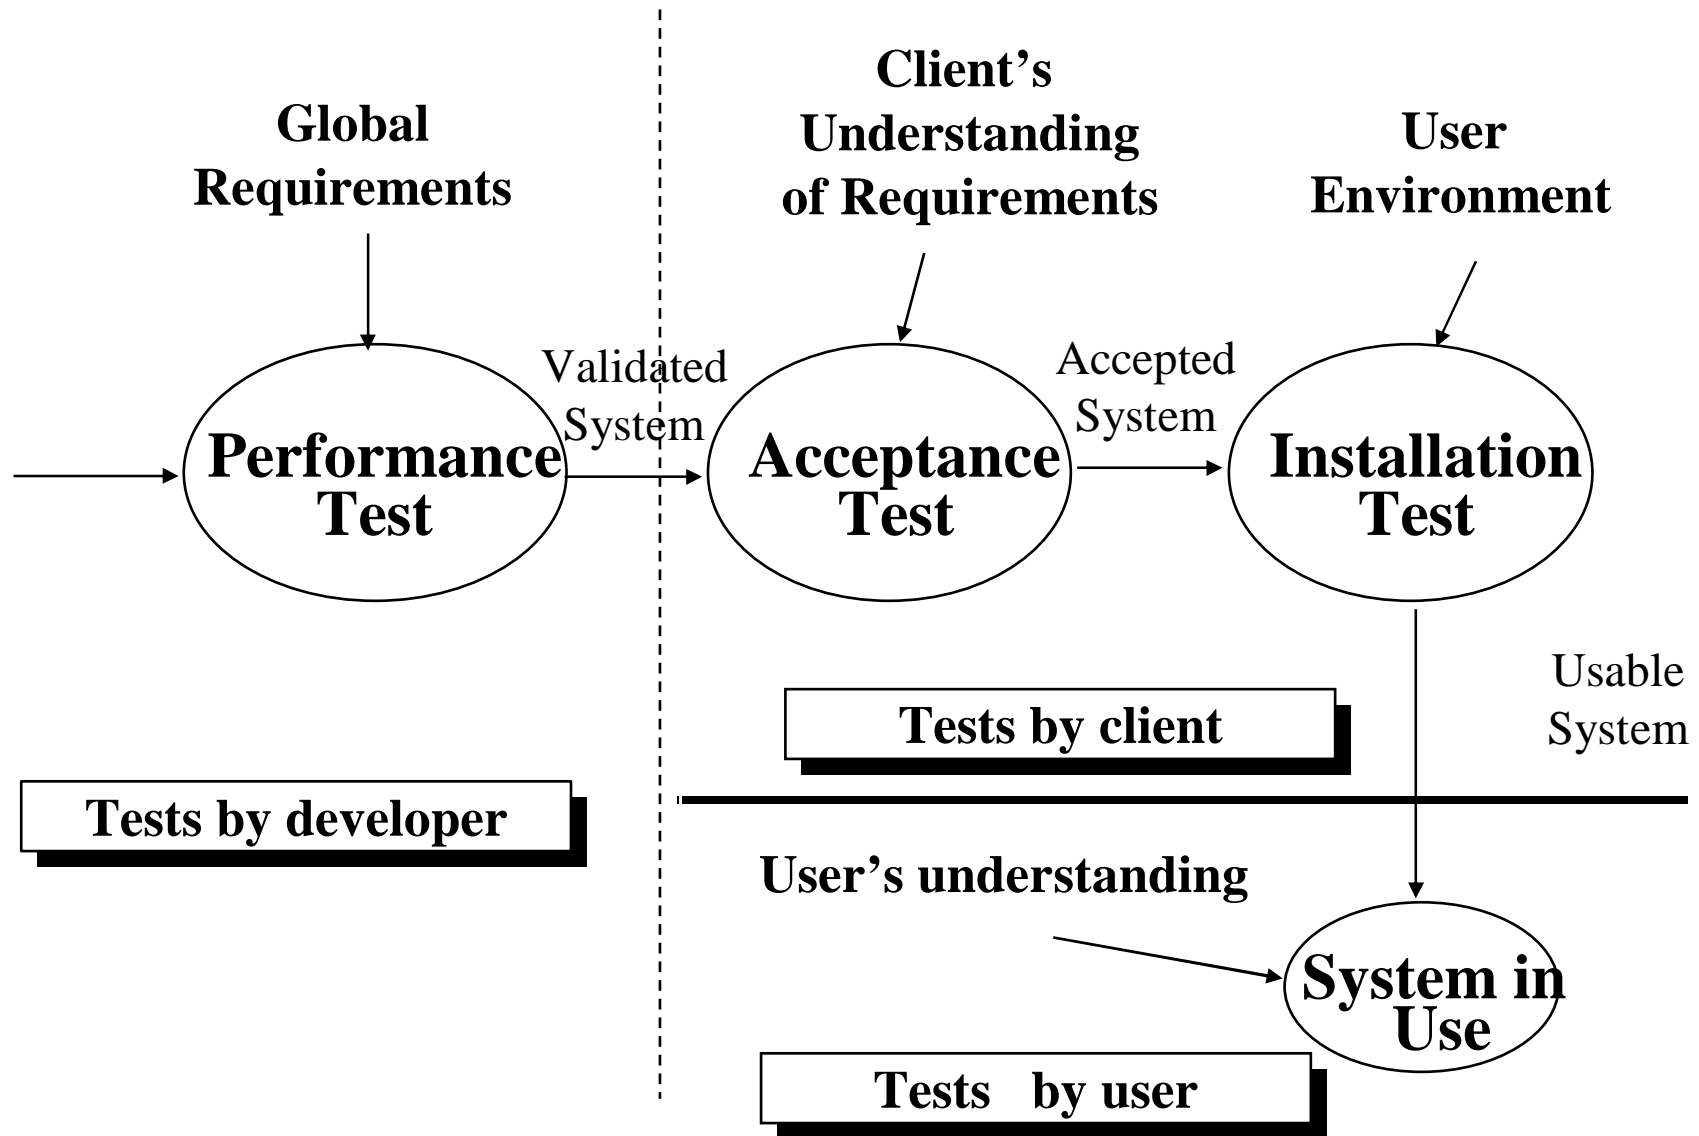 Global
Requirements
Client’s
Understanding
of Requirements
User
Environment
Validated
System
Accepted
System
Performance
Test
Acceptance
Test
Installation
Test
Usable
System
Tests by client
Tests by developer
User’s understanding
System in
Use
Tests by user